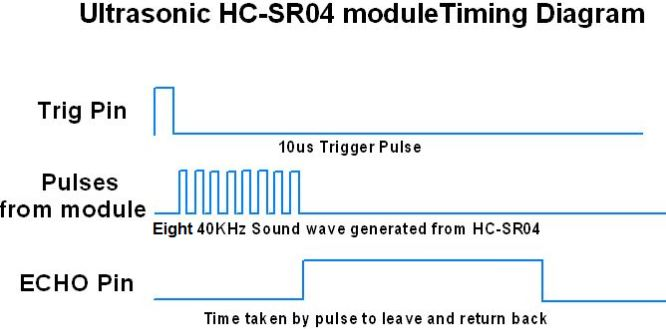 Ultrasonic HC-SR04 moduleTiming Diagram
Trig Pin
10us Trigger Pulse
Pulses
from module
Eight 40KHz Sound wave generated from HC-SR04
ECHO Pin
Time taken by pulse to leave and return back